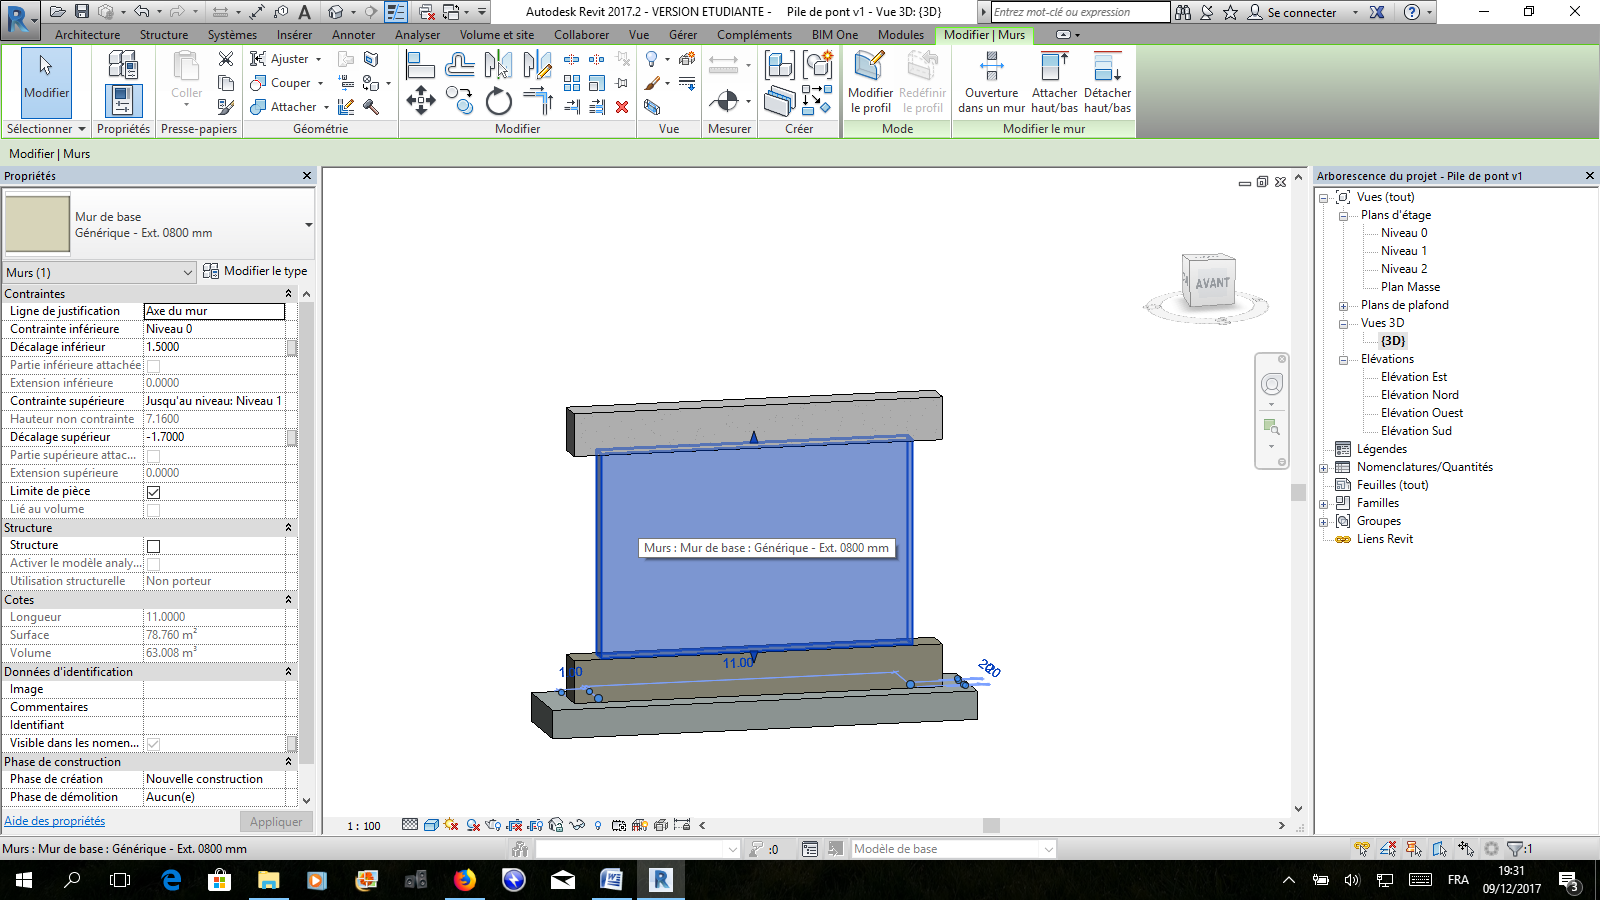 Autodesk Revit 2017.2 - VERSION ETUDIANTE - Pile de pont v1 - Vue 3D: {3D}
Entrez mot-clé ou expression
Se connecter
Architecture Structure Systèmes Insérer Annoter Analyser Volume et site Collaborer Vue Gérer Compléments BIM One Modules Modifier | Murs
Modifier
Coller
Ajuster
Couper
Attacher
Modifier le profil
Redéfinir le profil
Ouverture dans un mur
Attacher haut/bas
Détacher haut/bas
Sélectionner Propriétés Presse-papiers Géométrie Modifier Vue Mesurer Créer Mode Modifier le mur
Modifier | Murs
Propriétés
Mur de base
Générique - Ext. 0800 mm
Murs (1) Modifier le type
Contraintes
Ligne de justification Axe du mur
Contrainte inférieure Niveau 0
Décalage inférieur 1.5000
Partie inférieure attachée
Extension inférieure 0.0000
Contrainte supérieure Jusqu'au niveau: Niveau 1
Hauteur non contrainte 7.1600
Décalage supérieur -1.7000
Partie supérieure attac...
Extension supérieure 0.0000
Limite de pièce
Lié au volume
Structure
Structure
Activer le modèle analy...
Utilisation structurelle Non porteur
Cotes
Longueur 11.0000
Surface 78.760 m²
Volume 63.008 m³
Données d'identification
Image
Commentaires
Identifiant
Visible dans les nomen...
Phase de construction
Phase de création Nouvelle construction
Phase de démolition Aucun(e)
Aide des propriétés Appliquer
AVANT
Murs : Mur de base : Générique - Ext. 0800 mm
11.00
1 : 100
Arborescence du projet - Pile de pont v1
Vues (tout)
Plans d'étage
Niveau 0
Niveau 1
Niveau 2
Plan Masse
Plans de plafond
Vues 3D
{3D}
Elévations
Elévation Est
Elévation Nord
Elévation Ouest
Elévation Sud
Légendes
Nomenclatures/Quantités
Feuilles (tout)
Familles
Groupes
Liens Revit
Murs : Mur de base : Générique - Ext. 0800 mm
:0
Modèle de base
:1
FRA
19:31
09/12/2017
3